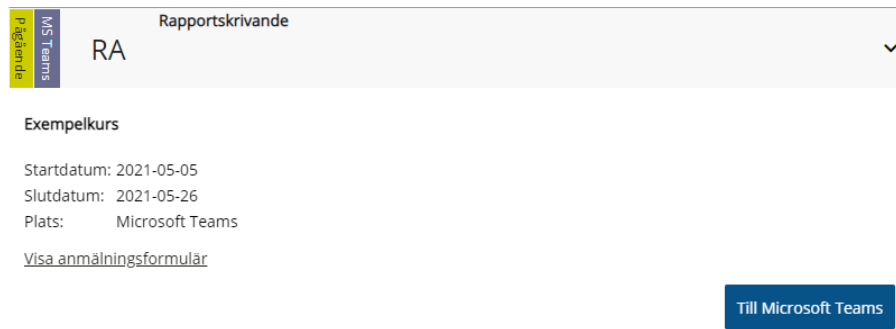 Pågående
MS Teams
RA
Rapportskrivande
Exempelkurs
Startdatum: 2021-05-05
Slutdatum: 2021-05-26
Plats: Microsoft Teams
Visa anmälningsformulär
Till Microsoft Teams